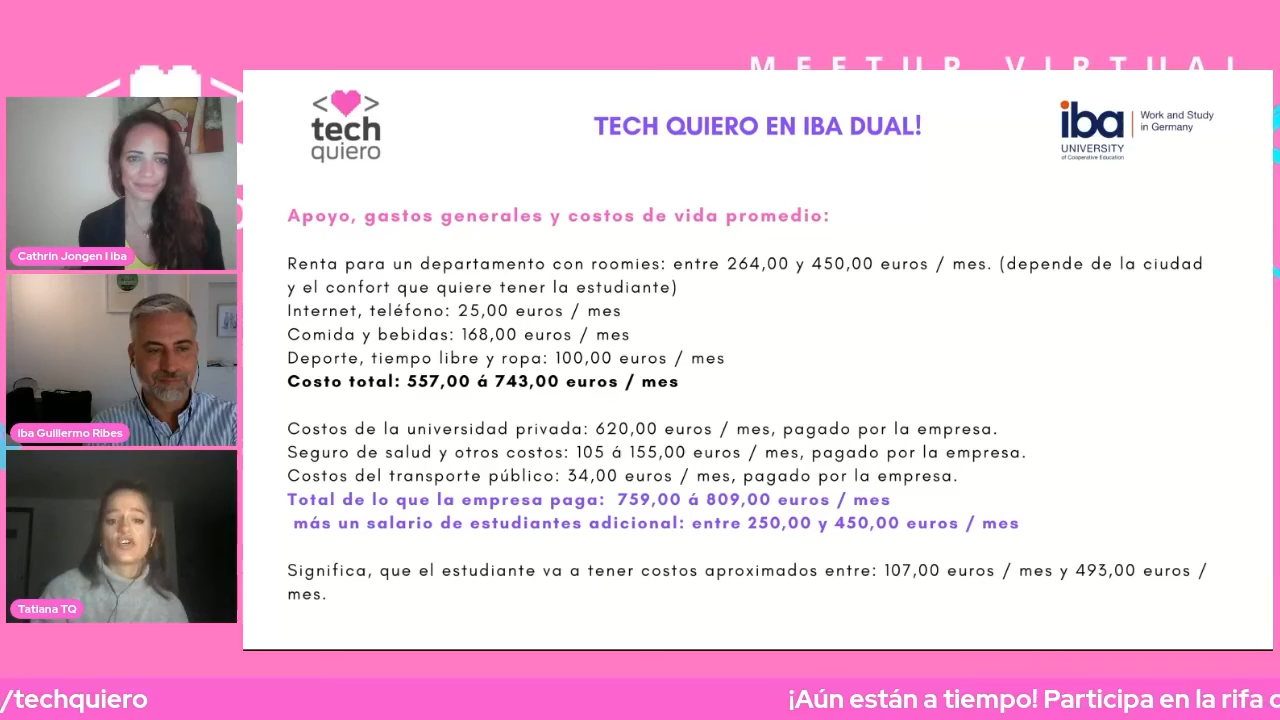 MEETUP VIRTUAL
<>
tech
quiero
TECH QUIERO EN IBA DUAL!
iba
Work and Study
in Germany
UNIVERSITY
of Cooperative Education
Apoyo, gastos generales y costos de vida promedio:
Renta para un departamento con roomies: entre 264,00 y 450,00 euros / mes. (depende de la ciudad
y el confort que quiere tener la estudiante)
Internet, teléfono: 25,00 euros / mes
Comida y bebidas: 168,00 euros / mes
Deporte, tiempo libre y ropa: 100,00 euros / mes
Costo total: 557,00 á 743,00 euros / mes
Costos de la universidad privada: 620,00 euros / mes, pagado por la empresa.
Seguro de salud y otros costos: 105 á 155,00 euros / mes, pagado por la empresa.
Costos del transporte público: 34,00 euros / mes, pagado por la empresa.
Total de lo que la empresa paga: 759,00 á 809,00 euros / mes
más un salario de estudiantes adicional: entre 250,00 y 450,00 euros / mes
Significa, que el estudiante va a tener costos aproximados entre: 107,00 euros / mes y 493,00 euros /
mes.
Cathrin Jongen I iba
Iba Guillermo Ribes
Tatiana TQ
/techquiero
¡Aún están a tiempo! Participa en la rifa